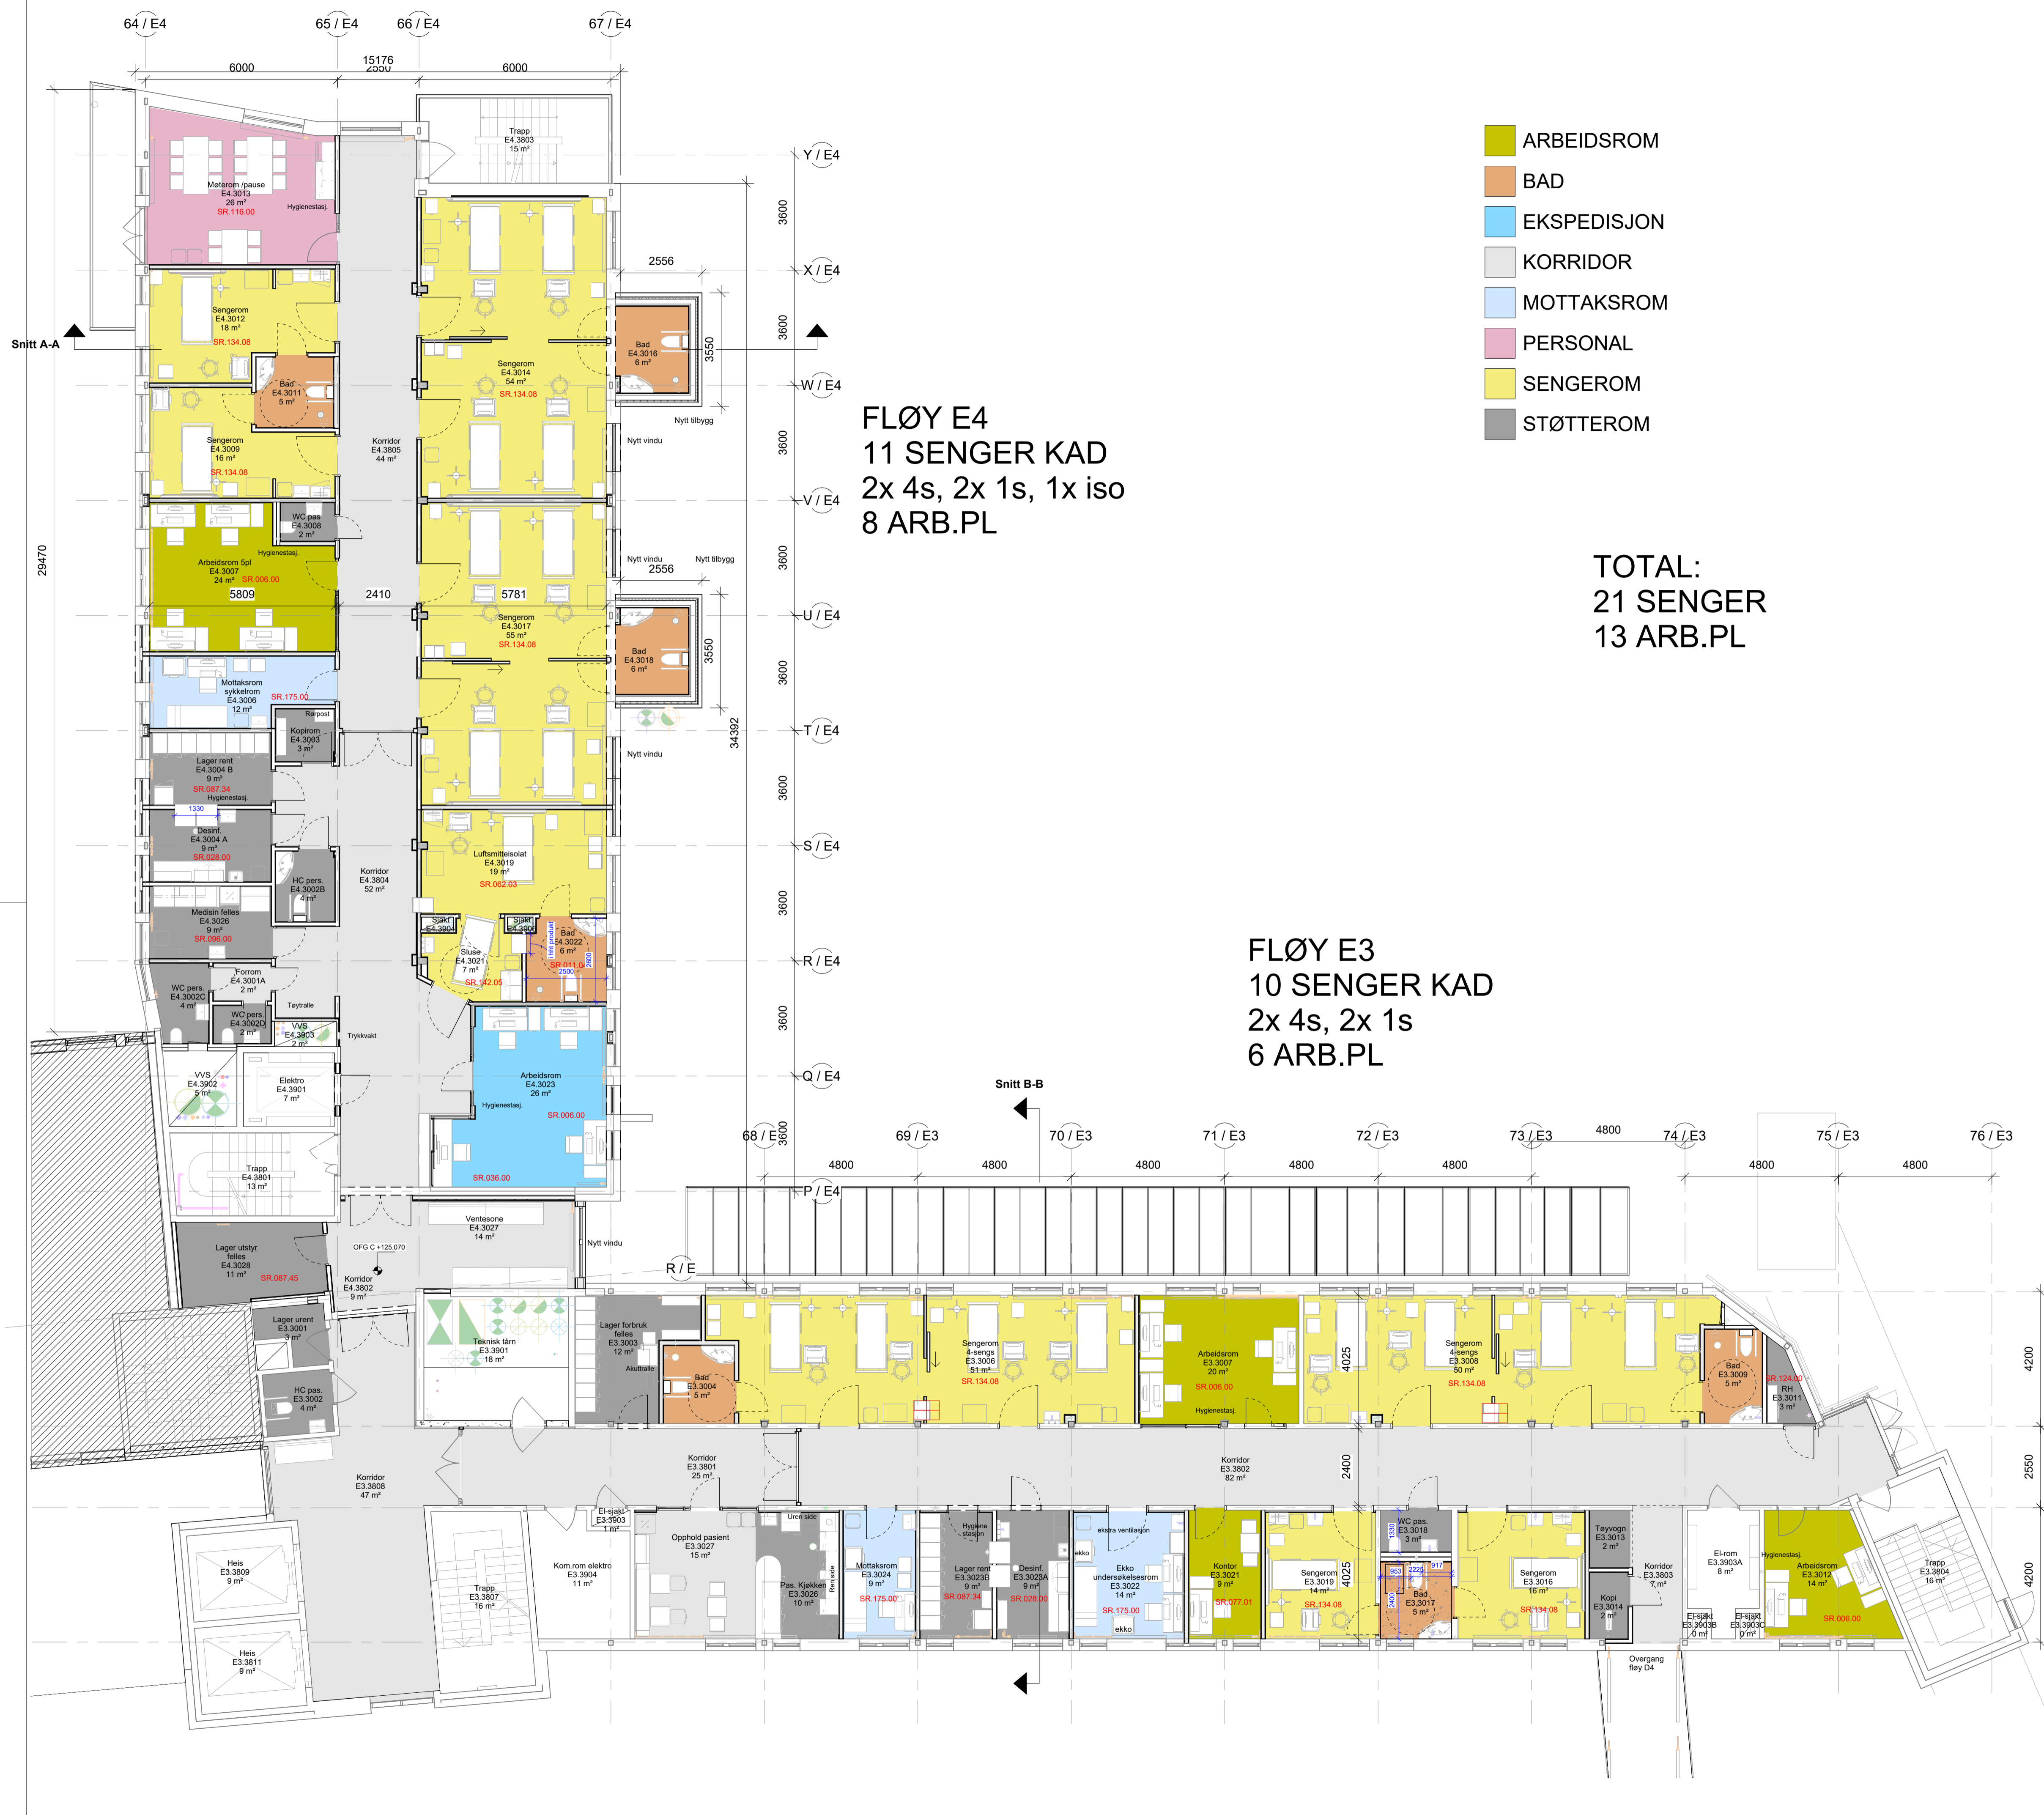 64 / E4
65 / E4
66 / E4
67 / E4
15176
6000
2550
6000
Trapp
E4.3803
15 m²
Y / E4
Møterom /pause
E4.3013
26 m²
SR.116.00
Hygienestasj.
3600
X / E4
2556
Sengerom
E4.3012
18 m²
SR.134.08
Snitt A-A
3600
Bad
E4.3016
6 m²
3550
Sengerom
E4.3014
54 m²
SR.134.08
W / E4
Bad
E4.3011
5 m²
Nytt tilbygg
Nytt vindu
Sengerom
E4.3009
16 m²
SR.134.08
Korridor
E4.3805
44 m²
3600
V / E4
WC pas
E4.3008
2 m²
Hygienestasj.
Arbeidsrom 5pl
E4.3007
24 m²
SR.006.00
29470
Nytt vindu
Nytt tilbygg
2556
3600
5809
2410
5781
U / E4
Sengerom
E4.3017
55 m²
SR.134.08
Bad
E4.3018
6 m²
3550
3600
Mottaksrom
sykkelrom
E4.3006
12 m²
SR.175.00
Rørpost
Kopirom
E4.3003
3 m²
34392
T / E4
Nytt vindu
Lager rent
E4.3004 B
9 m²
SR.087.34
Hygienestasj.
3600
1330
Desinf.
E4.3004 A
9 m²
SR.028.00
S / E4
Luftsmitteisolat
E4.3019
19 m²
SR.062.03
Korridor
E4.3804
52 m²
HC pers.
E4.3002B
4 m²
3600
Medisin felles
E4.3026
9 m²
SR.096.00
Sjakt
E4.3904
Sjakt
Sluse
E4.3021
7 m²
SR.142.05
Bad
E4.3022
6 m²
2500
2600
R / E4
WC pers.
E4.3002C
4 m²
Forrom
E4.3001A
2 m²
Tøytralle
WC pers.
E4.3002D
2 m²
VVS
E4.3903
2 m²
Trykkvakt
3600
VVS
E4.3902
5 m²
Elektro
E4.3901
7 m²
Arbeidsrom
E4.3023
26 m²
Hygienestasj.
SR.006.00
SR.036.00
Q / E4
3600
Trapp
E4.3801
13 m²
P / E4
Ventesone
E4.3027
14 m²
Nytt vindu
Lager utstyr
felles
E4.3028
11 m²
SR.087.45
OFG C +125.070
Korridor
E4.3802
9 m²
ARBEIDSROM
BAD
EKSPEDISJON
KORRIDOR
MOTTAKSROM
PERSONAL
SENGEROM
STØTTEROM
FLØY E4
11 SENGER KAD
2x 4s, 2x 1s, 1x iso
8 ARB.PL
TOTAL:
21 SENGER
13 ARB.PL
FLØY E3
10 SENGER KAD
2x 4s, 2x 1s
6 ARB.PL
Snitt B-B
68 / E
69 / E3
70 / E3
71 / E3
72 / E3
73 / E3
74 / E3
75 / E3
76 / E3
4800
4800
4800
4800
4800
4800
4800
4800
R / E
Lager urent
E3.3001
3 m²
HC pas.
E3.3002
4 m²
Teknisk tårn
E3.3901
18 m²
Lager forbruk
felles
E3.3003
12 m²
Akuttralle
Bad
E3.3004
5 m²
Sengerom
4-sengs
E3.3006
51 m²
SR.134.08
Arbeidsrom
E3.3007
20 m²
SR.006.00
Hygienestasj.
4025
Sengerom
4-sengs
E3.3008
50 m²
SR.134.08
Bad
E3.3009
5 m²
SR.124.00
RH
E3.3011
3 m²
4200
Korridor
E3.3808
47 m²
Korridor
E3.3801
25 m²
Korridor
E3.3802
82 m²
2400
2550
Heis
E3.3809
9 m²
Heis
E3.3811
9 m²
Trapp
E3.3807
16 m²
El-sjakt
E3.3903
1 m²
Kom.rom elektro
E3.3904
11 m²
Opphold pasient
E3.3027
15 m²
Uren side
Ren side
Pas. Kjøkken
E3.3026
10 m²
Mottaksrom
E3.3024
9 m²
SR.175.00
Hygiene
stasjon
Lager rent
E3.3023B
9 m²
SR.087.34
Desinf.
E3.3023A
9 m²
SR.028.00
ekstra ventilasjon
ekko
Ekko
undersøkelsesrom
E3.3022
14 m²
SR.175.00
ekko
Kontor
E3.3021
9 m²
SR.077.01
Sengerom
E3.3019
14 m²
SR.134.08
4025
WC pas.
E3.3018
3 m²
1330
953
2225
917
2400
Bad
E3.3017
5 m²
Sengerom
E3.3016
16 m²
SR.134.08
Tøyvogn
E3.3013
2 m²
Kopi
E3.3014
2 m²
Korridor
E3.3803
7 m²
El-rom
E3.3903A
8 m²
El-sjakt
E3.3903B
0 m²
El-sjakt
E3.3903C
0 m²
Hygienestasj.
Arbeidsrom
E3.3012
14 m²
SR.006.00
Trapp
E3.3804
16 m²
4200
Overgang
fløy D4